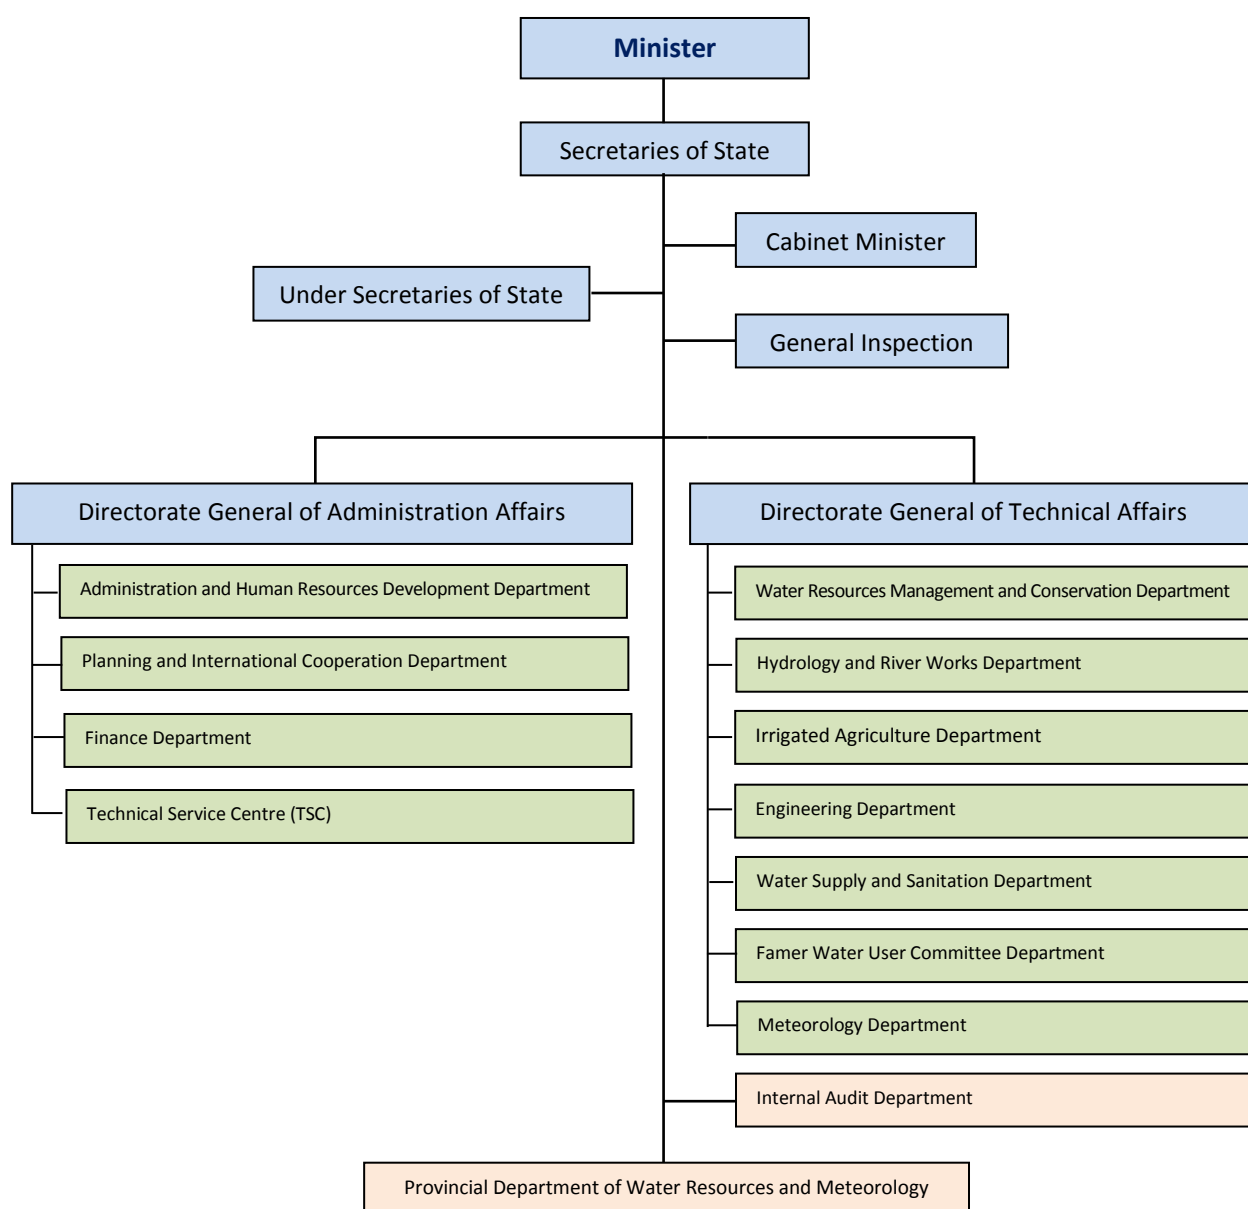 Minister
Secretaries of State
Cabinet Minister
Under Secretaries of State
General Inspection
Directorate General of Administration Affairs
Administration and Human Resources Development Department
Planning and International Cooperation Department
Finance Department
Technical Service Centre (TSC)
Directorate General of Technical Affairs
Water Resources Management and Conservation Department
Hydrology and River Works Department
Irrigated Agriculture Department
Engineering Department
Water Supply and Sanitation Department
Famer Water User Committee Department
Meteorology Department
Internal Audit Department
Provincial Department of Water Resources and Meteorology